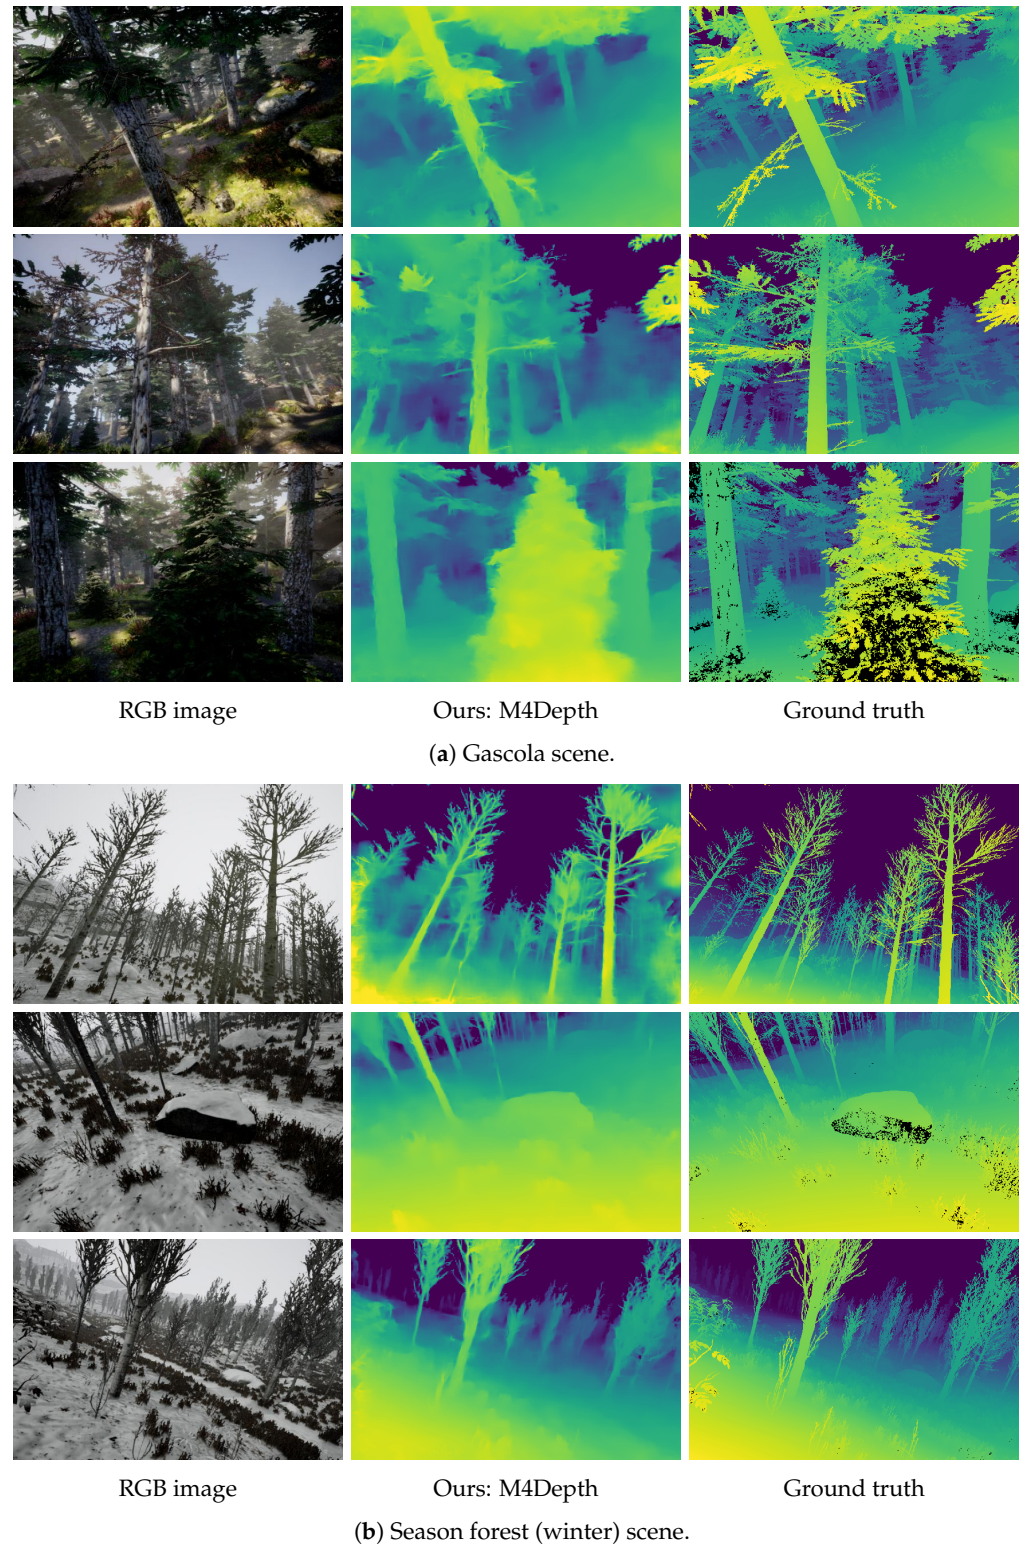 RGB image
Ours: M4Depth
Ground truth
(a) Gascola scene.
RGB image
Ours: M4Depth
Ground truth
(b) Season forest (winter) scene.